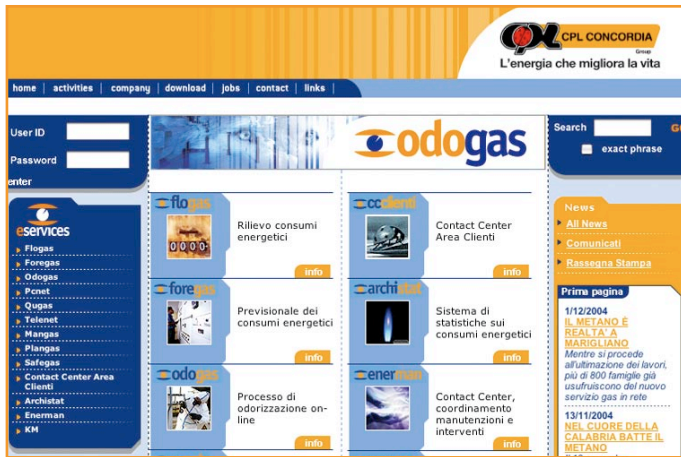 CPL CONCORDIA
Group
L'energia che migliora la vita
home | activities | company | download | jobs | contact | links |
User ID
Password
enter
odogas
Search
exact phrase
eservices
Flogas
Foregas
Odogas
Pcnet
Qugas
Telenet
Mangas
Plangas
Safegas
Contact Center Area
Clienti
Archistat
Enerman
KM
flogas
Rilievo consumi
energetici
info
ccclienti
Contact Center
Area Clienti
info
foregas
Previsionale dei
consumi energetici
info
archistat
Sistema di
statistiche sui
consumi energetici
info
odogas
Processo di
odorizzazione on-
line
info
enerman
Contact Center,
coordinamento
manutenzioni e
interventi
info
News
All News
Comunicati
Rassegna Stampa
Prima pagina
1/12/2004
IL METANO È
REALTA' A
MARIGLIANO
Mentre si procede
all'ultimazione dei lavori,
più di 800 famiglie già
usufruiscono del nuovo
servizio gas in rete
13/11/2004
NEL CUORE DELLA
CALABRIA BATTE IL
METANO